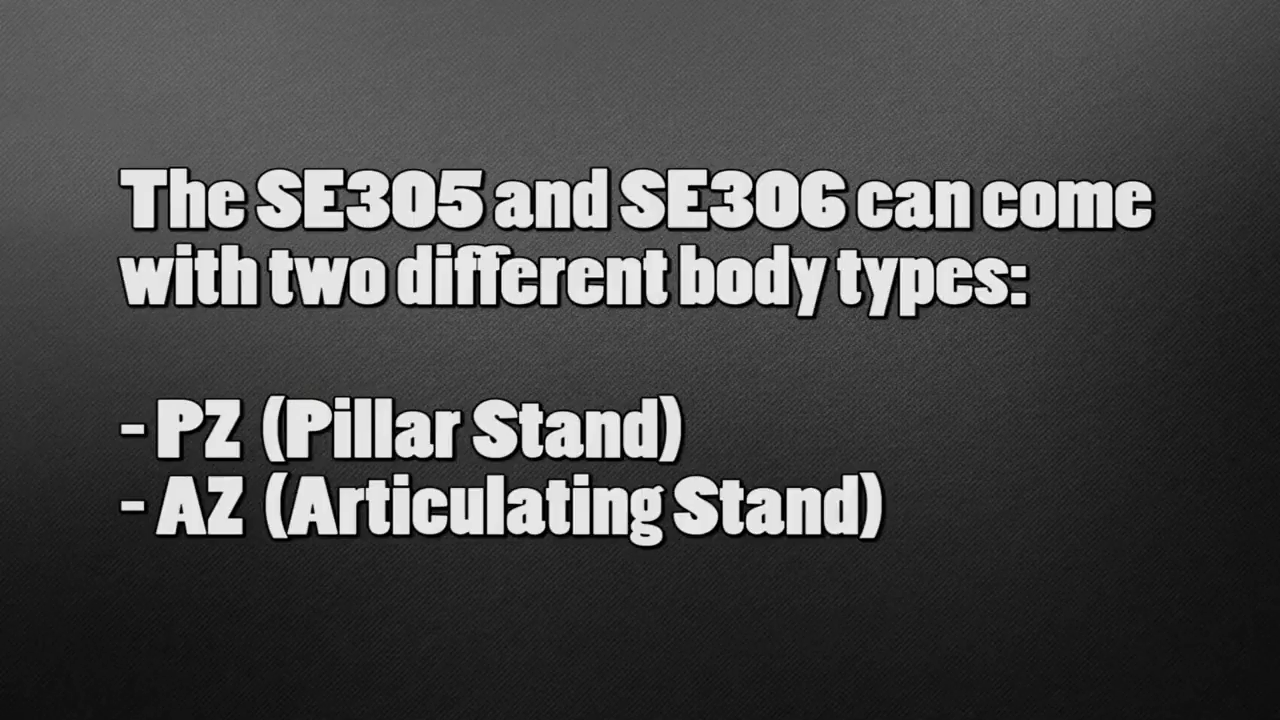 The SE305 and SE306 can come
with two different body types:
- PZ (Pillar Stand)
- AZ (Articulating Stand)